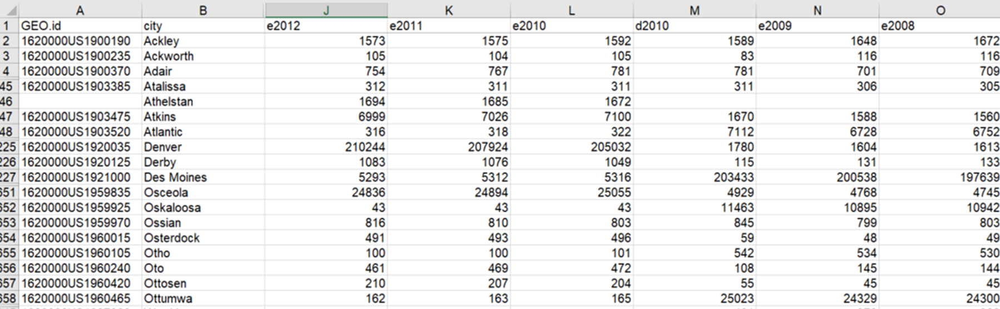 A B J K L M N O
1 GEO.id city e2012 e2011 e2010 d2010 e2009 e2008
2 1620000US1900190 Ackley 1573 1575 1592 1589 1648 1672
3 1620000US1900235 Ackworth 105 104 105 83 116 116
4 1620000US1900370 Adair 754 767 781 781 701 709
45 1620000US1903385 Atalissa 312 311 311 311 306 305
46 Athelstan 1694 1685 1672
47 1620000US1903475 Atkins 6999 7026 7100 1670 1588 1560
48 1620000US1903520 Atlantic 316 318 322 7112 6728 6752
225 1620000US1920035 Denver 210244 207924 205032 1780 1604 1613
226 1620000US1920125 Derby 1083 1076 1049 115 131 133
227 1620000US1921000 Des Moines 5293 5312 5316 203433 200538 197639
651 1620000US1959835 Osceola 24836 24894 25055 4929 4768 4745
652 1620000US1959925 Oskaloosa 43 43 43 11463 10895 10942
653 1620000US1959970 Ossian 816 810 803 845 799 803
654 1620000US1960015 Osterdock 491 493 496 59 48 49
655 1620000US1960105 Otho 100 100 101 542 534 530
656 1620000US1960240 Oto 461 469 472 108 145 144
657 1620000US1960420 Ottosen 210 207 204 55 45 45
658 1620000US1960465 Ottumwa 162 163 165 25023 24329 24300